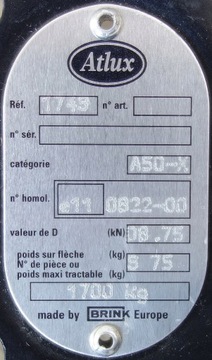 Atlux
Réf. 1749 n° art.
n° sér.
catégorie A50-X
n° homol. e11 0822-00
valeur de D (kN) 08.75
poids sur flèche (kg)
N° de pièce ou S 75
poids maxi tractable (kg)
1700 kg
made by BRINK Europe